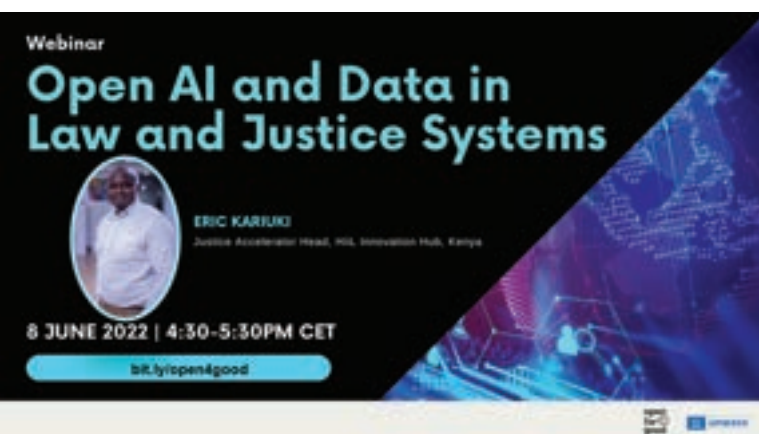 Webinar
Open AI and Data in
Law and Justice Systems
ERIC KARIUKI
Justice Accelerator Head, HiiL Innovation Hub, Kenya
8 JUNE 2022 | 4:30-5:30PM CET
bit.ly/open4good